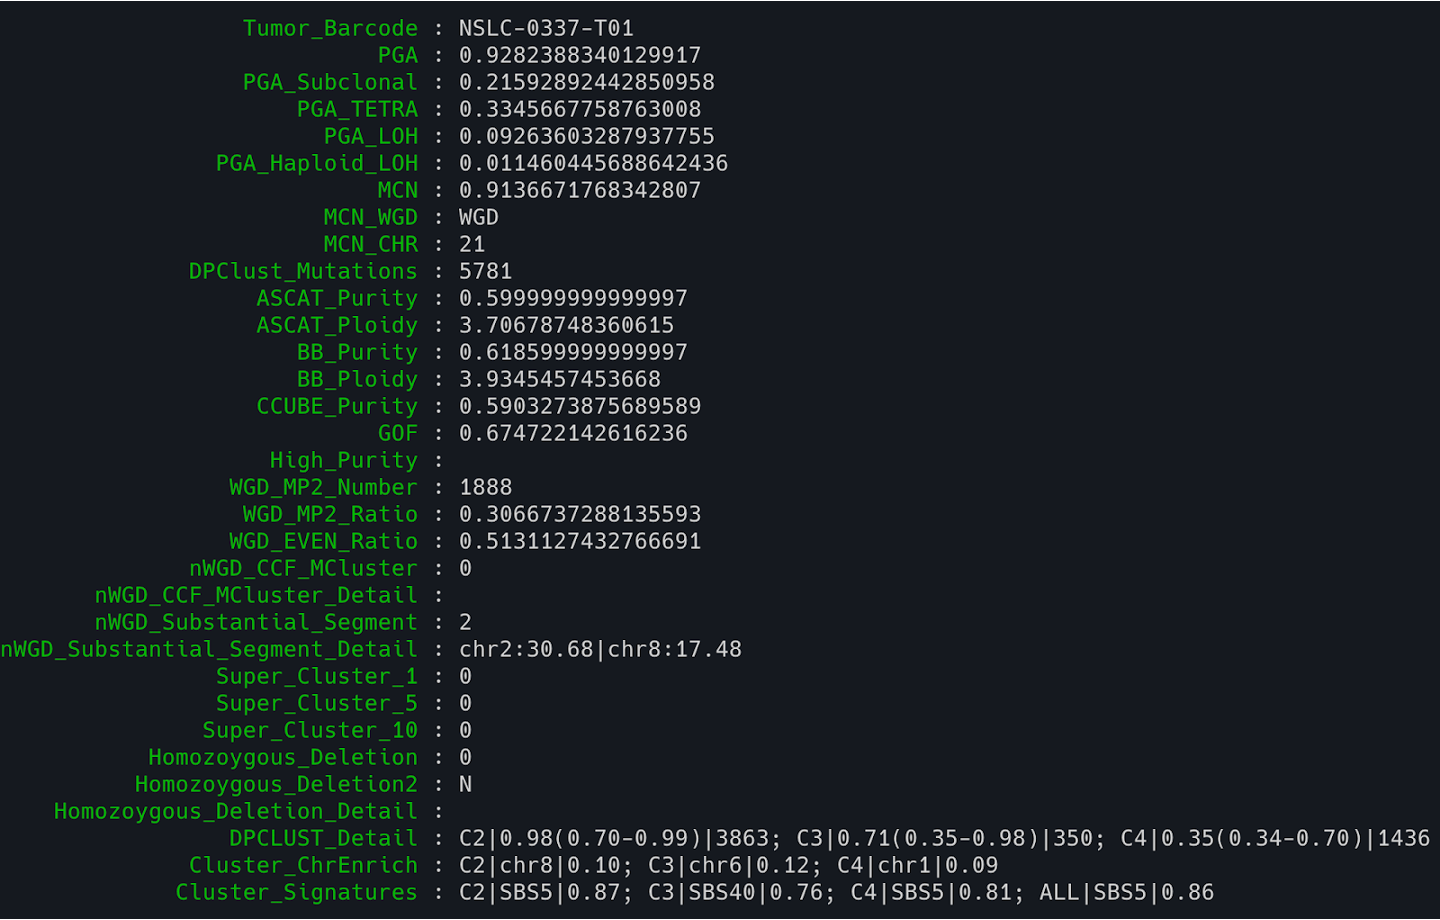 Tumor_Barcode : NSLC-0337-T01
PGA : 0.9282388340129917
PGA_Subclonal : 0.21592892442850958
PGA_TETRA : 0.3345667758763008
PGA_LOH : 0.09263603287937755
PGA_Haploid_LOH : 0.011460445688642436
MCN : 0.9136671768342807
MCN_WGD : WGD
MCN_CHR : 21
DPClust_Mutations : 5781
ASCAT_Purity : 0.599999999999997
ASCAT_Ploidy : 3.70678748360615
BB_Purity : 0.618599999999997
BB_Ploidy : 3.9345457453668
CCUBE_Purity : 0.5903273875689589
GOF : 0.674722142616236
High_Purity :
WGD_MP2_Number : 1888
WGD_MP2_Ratio : 0.3066737288135593
WGD_EVEN_Ratio : 0.5131127432766691
nWGD_CCF_MCluster : 0
nWGD_CCF_MCluster_Detail :
nWGD_Substantial_Segment : 2
nWGD_Substantial_Segment_Detail : chr2:30.68|chr8:17.48
Super_Cluster_1 : 0
Super_Cluster_5 : 0
Super_Cluster_10 : 0
Homozoygous_Deletion : 0
Homozoygous_Deletion2 : N
Homozoygous_Deletion_Detail :
DPCLUST_Detail : C2|0.98(0.70-0.99)|3863; C3|0.71(0.35-0.98)|350; C4|0.35(0.34-0.70)|1436
Cluster_ChrEnrich : C2|chr8|0.10; C3|chr6|0.12; C4|chr1|0.09
Cluster_Signatures : C2|SBS5|0.87; C3|SBS40|0.76; C4|SBS5|0.81; ALL|SBS5|0.86